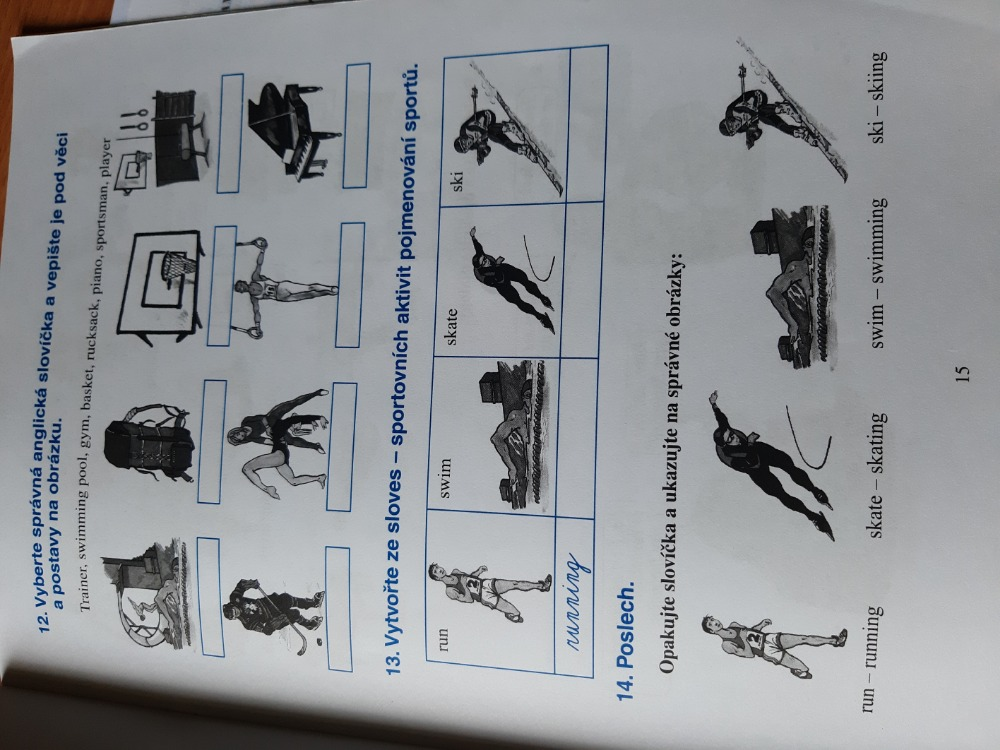 12. Vyberte správná anglická slovíčka a vepište je pod věci
a postavy na obrázku.
Trainer, swimming pool, gym, basket, rucksack, piano, sportsman, player
13. Vytvořte ze sloves – sportovních aktivit pojmenování sportů.
run swim skate ski
running
14. Poslech.
Opakujte slovíčka a ukazujte na správné obrázky:
run – running skate – skating swim – swimming ski – skiing
15